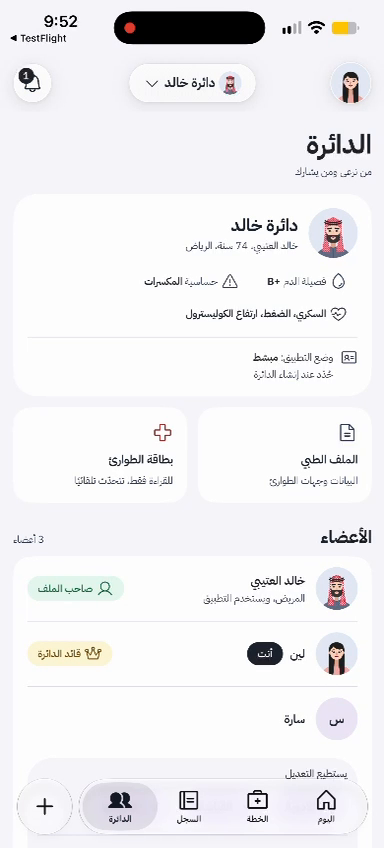 9:52
TestFlight
1
دائرة خالد
الدائرة
من نرعى ومن يشارك
دائرة خالد
خالد العتيبي، 74 سنة، الرياض
فصيلة الدم B+
حساسية المكسرات
السكري، الضغط، ارتفاع الكوليسترول
وضع التطبيق: مبسّط
حُدد عند إنشاء الدائرة
الملف الطبي
البيانات وجهات الطوارئ
بطاقة الطوارئ
للقراءة فقط، تتحدّث تلقائيًا
الأعضاء
3 أعضاء
خالد العتيبي
المريض، ويستخدم التطبيق
صاحب الملف
لين
أنت
قائد الدائرة
س
سارة
يستطيع التعديل
اليوم
الخطة
السجل
الدائرة